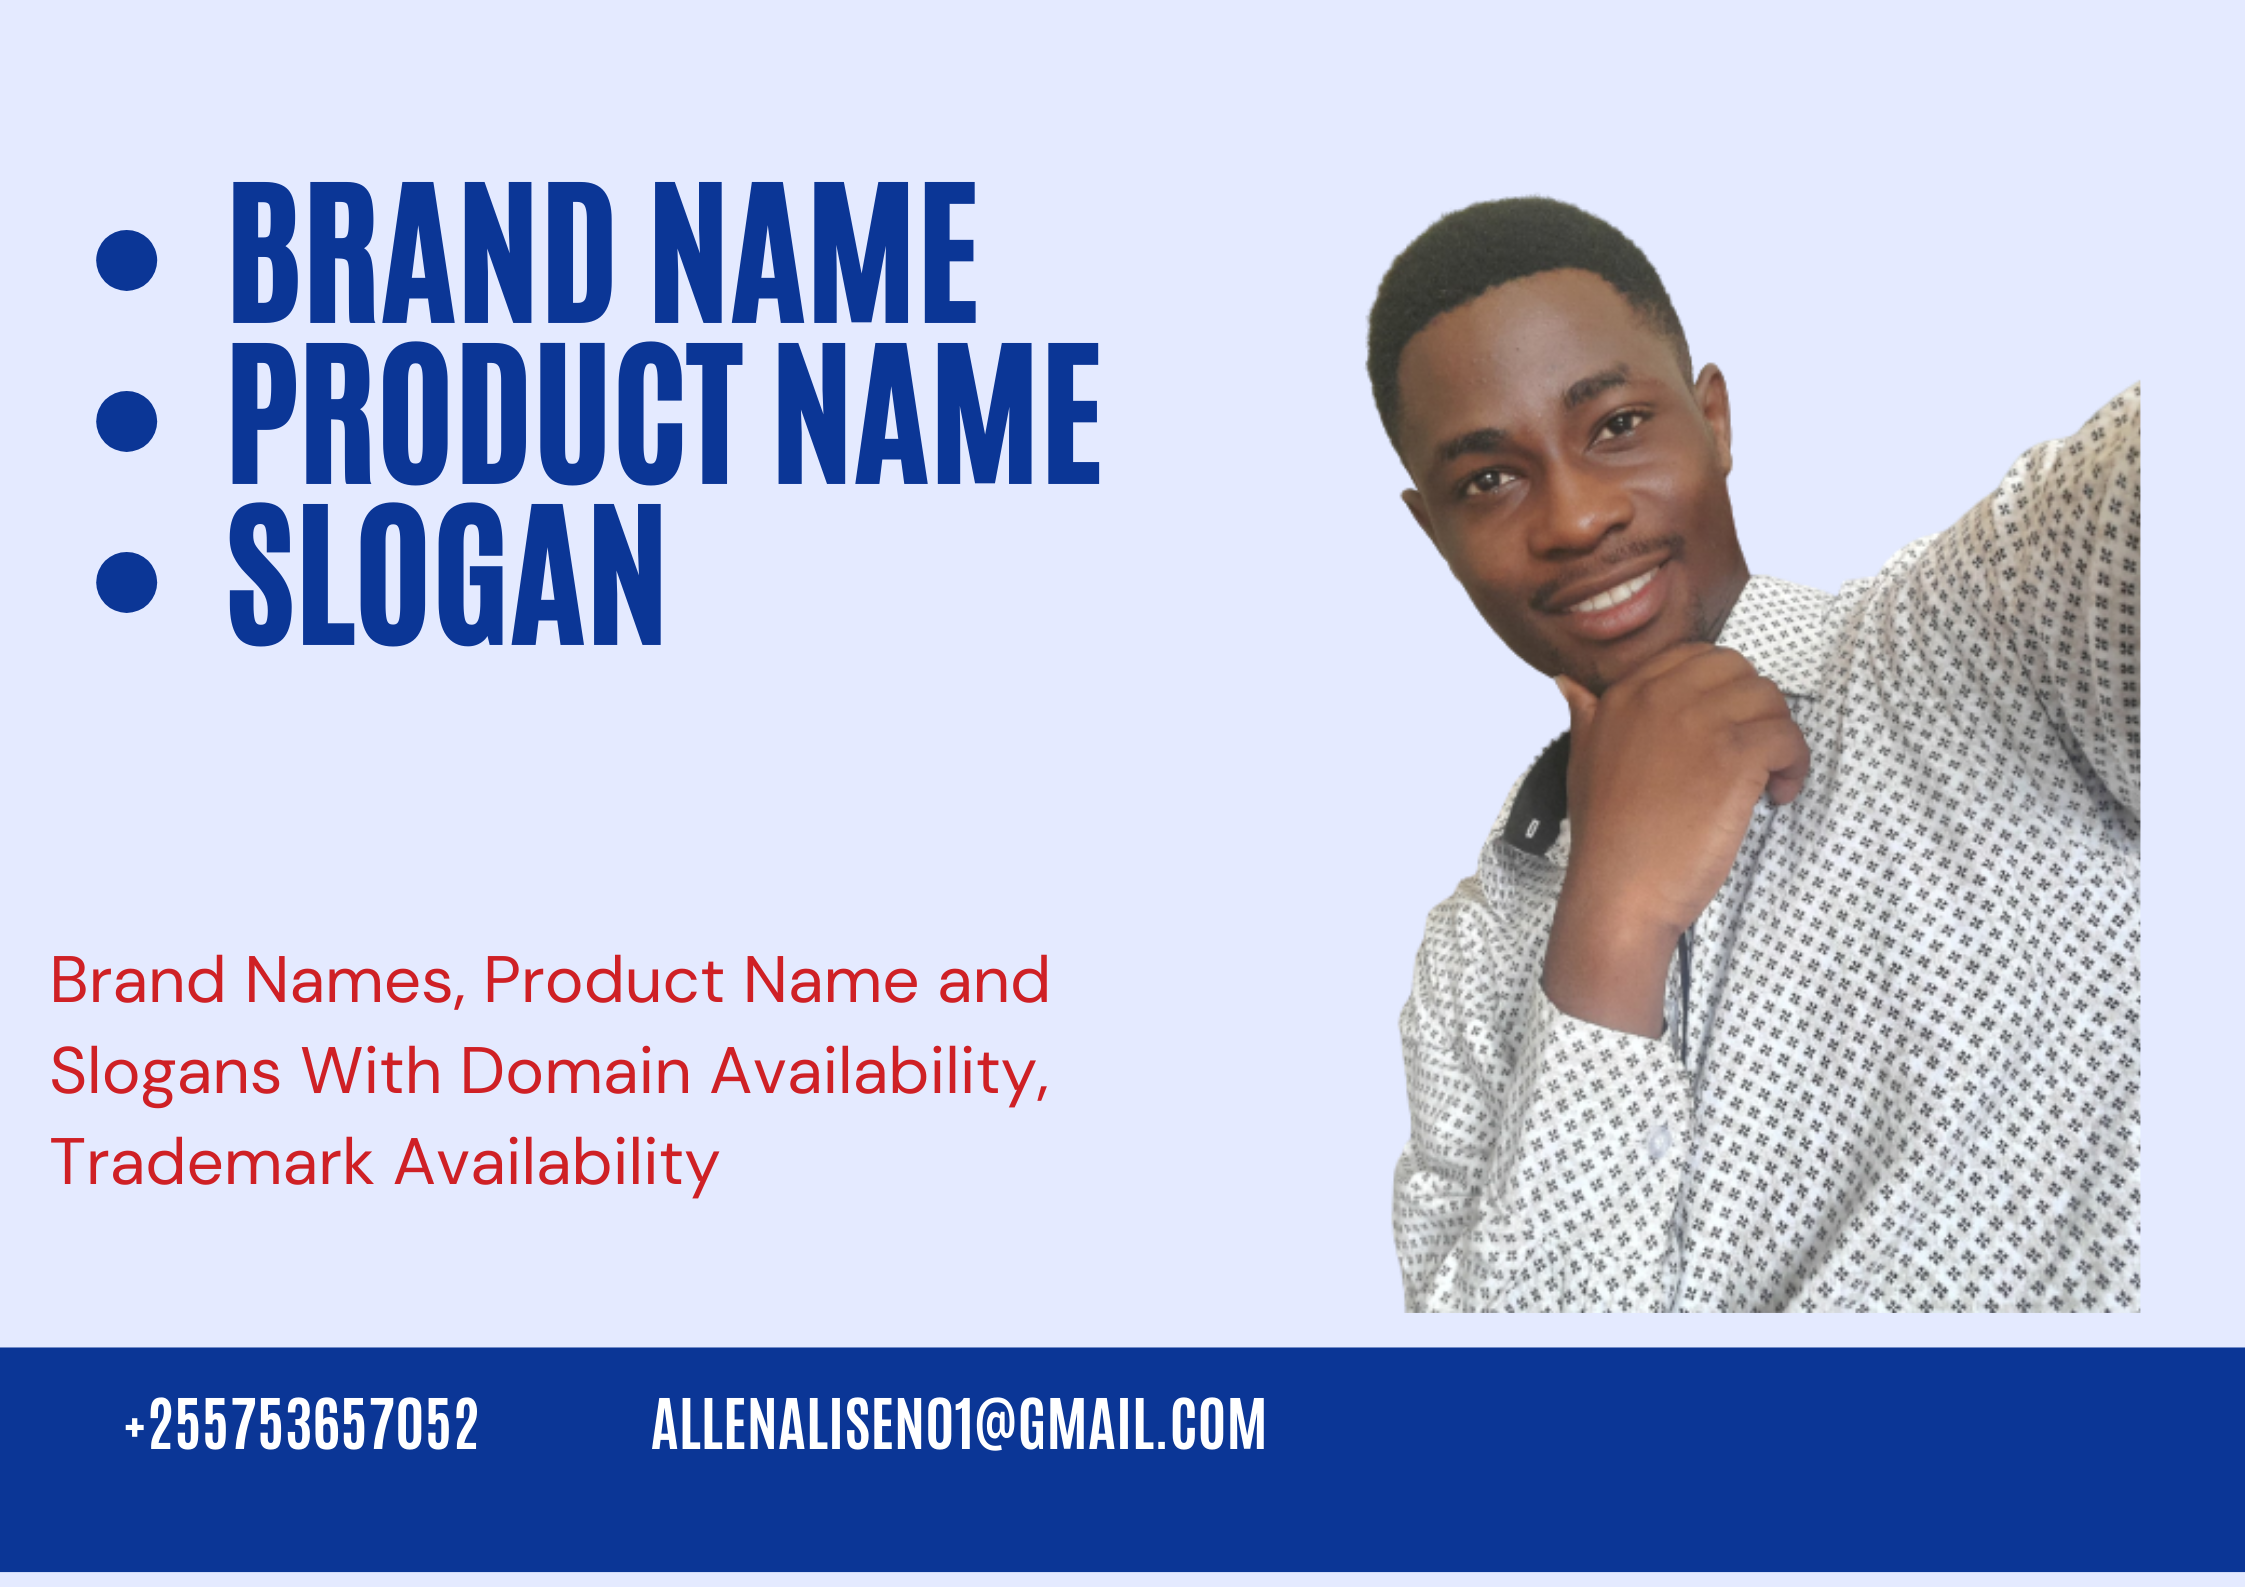 BRAND NAME
PRODUCT NAME
SLOGAN
Brand Names, Product Name and
Slogans With Domain Availability,
Trademark Availability
+255753657052
ALLENALISEN01@GMAIL.COM